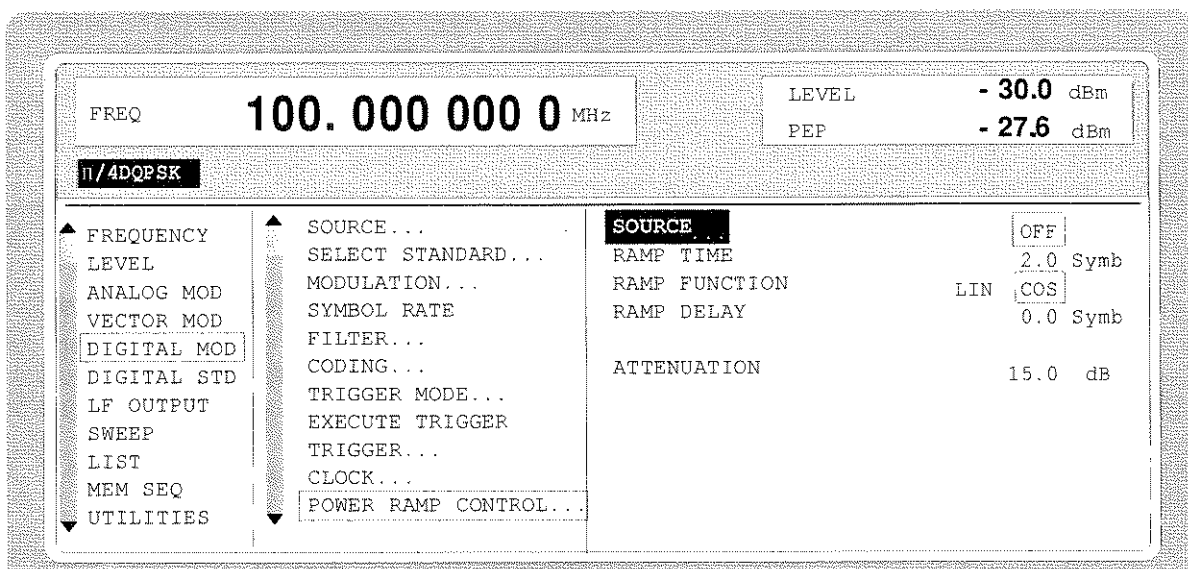 FREQ 100. 000 000 0 MHz
LEVEL - 30.0 dBm
PEP - 27.6 dBm
π/4DQPSK
FREQUENCY
LEVEL
ANALOG MOD
VECTOR MOD
DIGITAL MOD
DIGITAL STD
LF OUTPUT
SWEEP
LIST
MEM SEQ
UTILITIES
SOURCE...
SELECT STANDARD...
MODULATION...
SYMBOL RATE
FILTER...
CODING...
TRIGGER MODE...
EXECUTE TRIGGER
TRIGGER...
CLOCK...
POWER RAMP CONTROL...
SOURCE... OFF
RAMP TIME 2.0 Symb
RAMP FUNCTION LIN COS
RAMP DELAY 0.0 Symb
ATTENUATION 15.0 dB